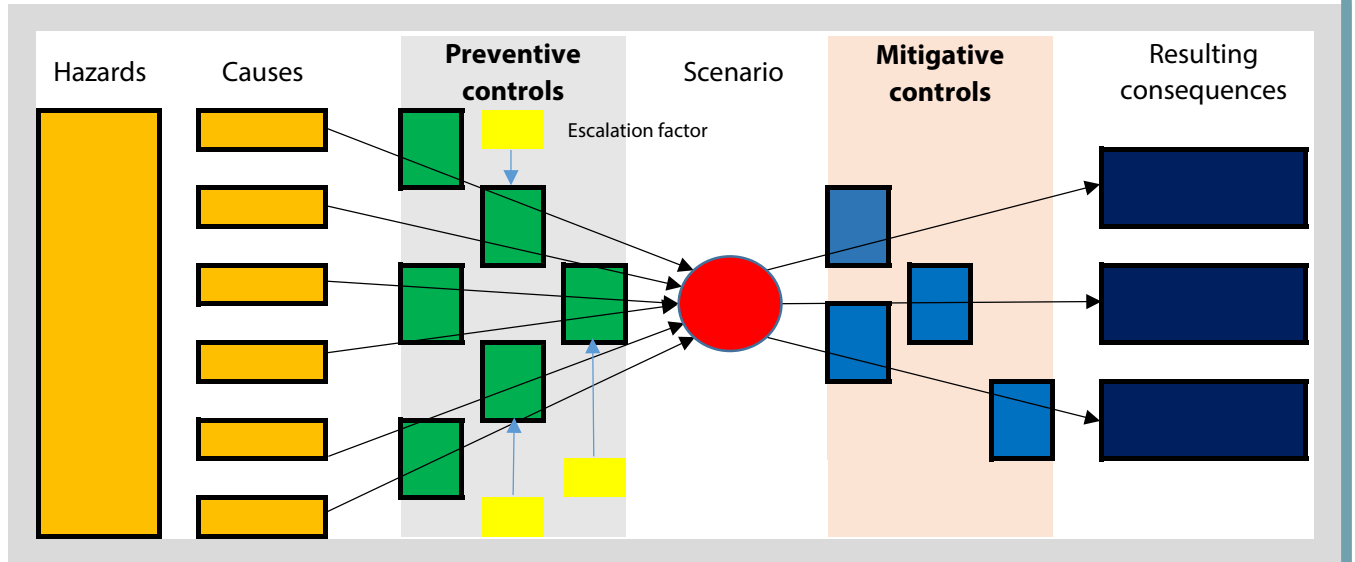 Hazards
Causes
Preventive
controls
Scenario
Mitigative
controls
Resulting
consequences
Escalation factor